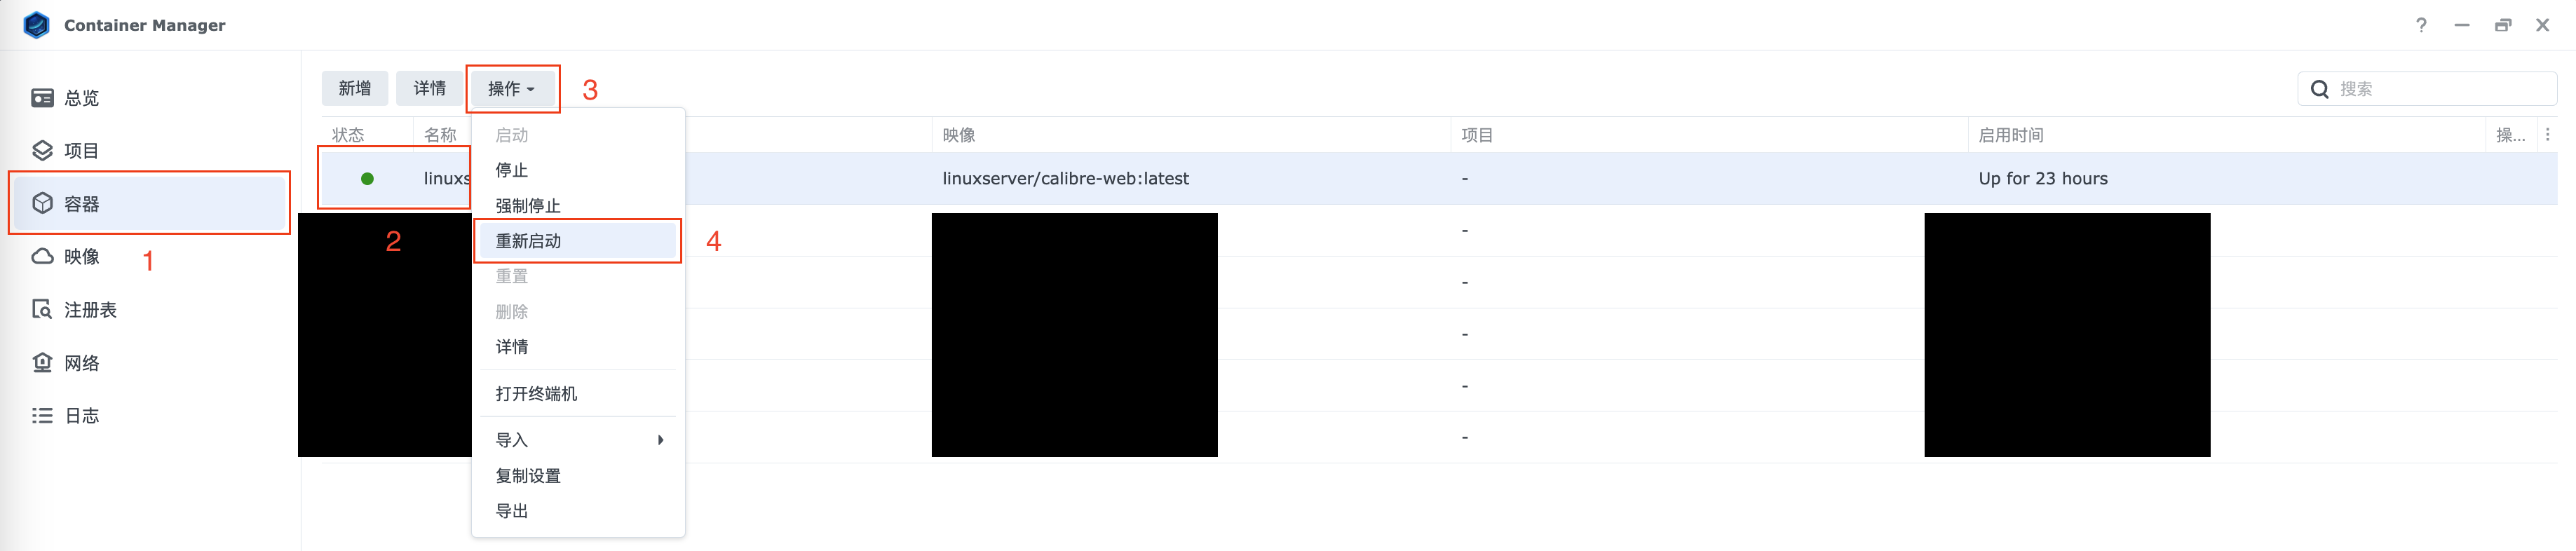 Container Manager
?
总览
项目
容器
映像
注册表
网络
日志
1
新增 详情 操作
3
搜索
状态 名称 映像 项目 启用时间 操...
linuxs linuxserver/calibre-web:latest - Up for 23 hours
2
-
-
-
-
-
启动
停止
强制停止
重新启动
4
重置
删除
详情
打开终端机
导入
复制设置
导出